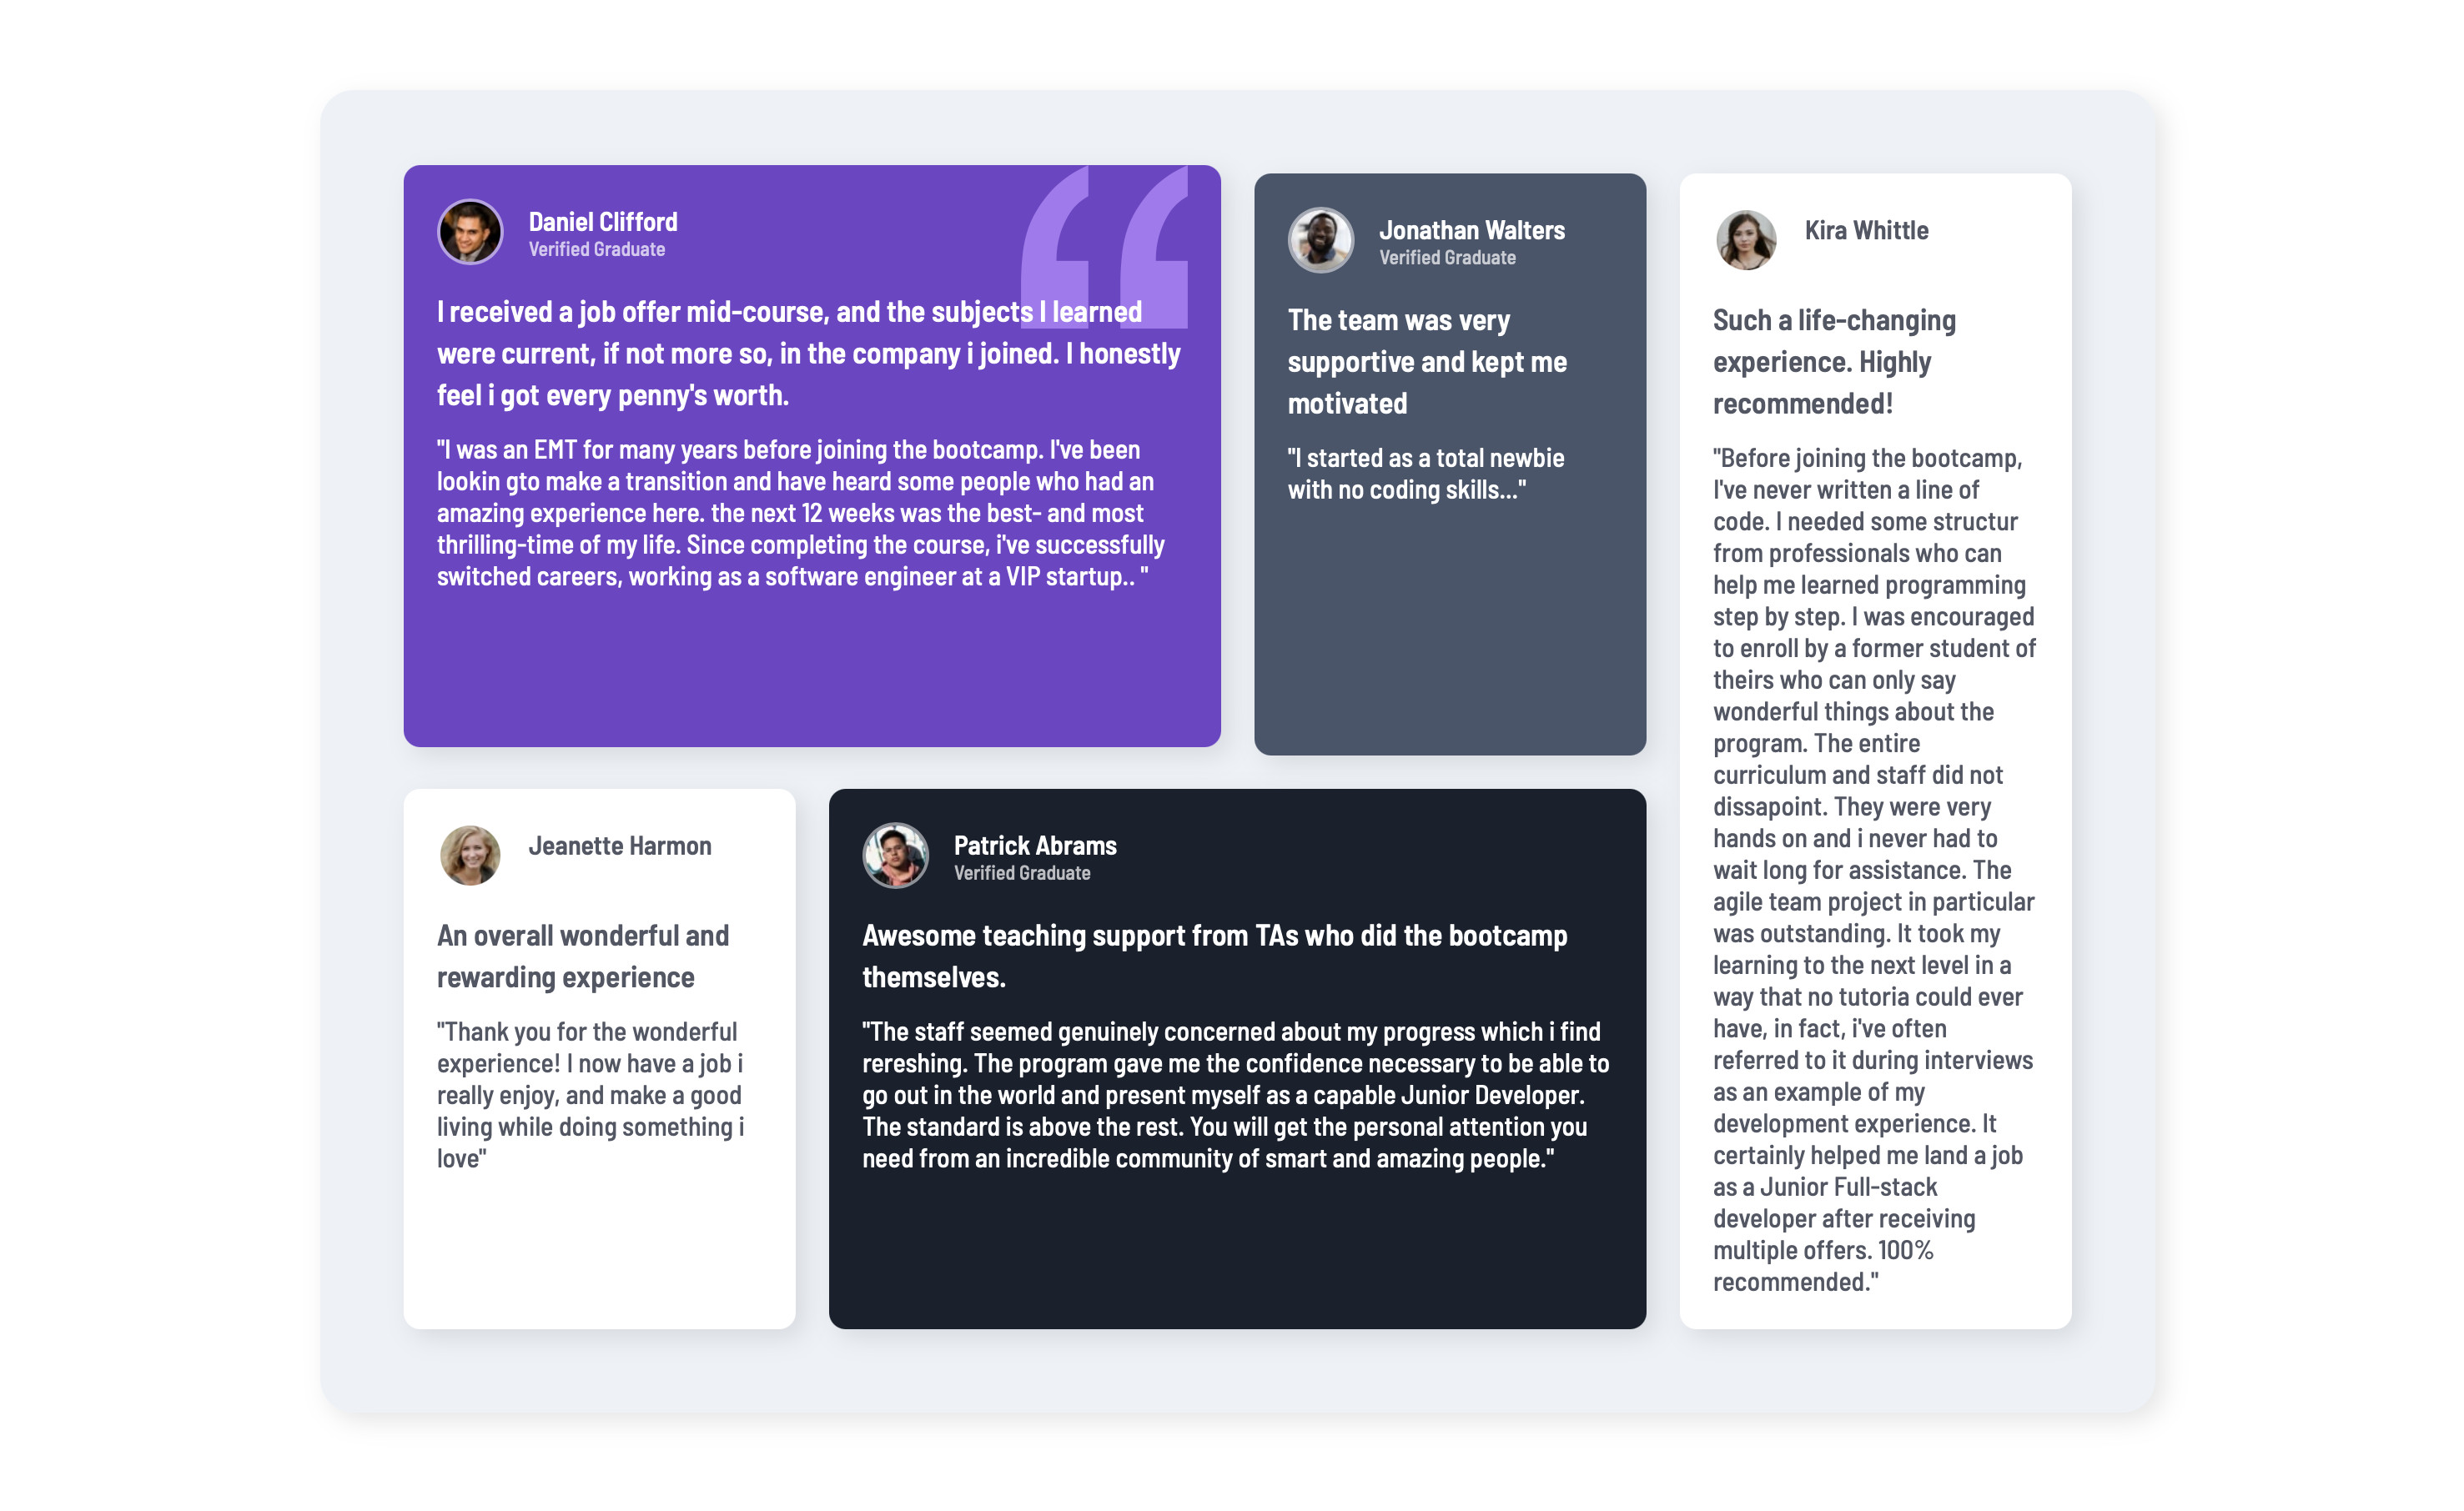 Daniel Clifford
Verified Graduate
I received a job offer mid-course, and the subjects I learned
were current, if not more so, in the company i joined. I honestly
feel i got every penny's worth.
"I was an EMT for many years before joining the bootcamp. I've been
lookin gto make a transition and have heard some people who had an
amazing experience here. the next 12 weeks was the best- and most
thrilling-time of my life. Since completing the course, i've successfully
switched careers, working as a software engineer at a VIP startup.. "
Jonathan Walters
Verified Graduate
The team was very
supportive and kept me
motivated
"I started as a total newbie
with no coding skills..."
Kira Whittle
Such a life-changing
experience. Highly
recommended!
"Before joining the bootcamp,
I've never written a line of
code. I needed some structur
from professionals who can
help me learned programming
step by step. I was encouraged
to enroll by a former student of
theirs who can only say
wonderful things about the
program. The entire
curriculum and staff did not
dissapoint. They were very
hands on and i never had to
wait long for assistance. The
agile team project in particular
was outstanding. It took my
learning to the next level in a
way that no tutoria could ever
have, in fact, i've often
referred to it during interviews
as an example of my
development experience. It
certainly helped me land a job
as a Junior Full-stack
developer after receiving
multiple offers. 100%
recommended."
Jeanette Harmon
An overall wonderful and
rewarding experience
"Thank you for the wonderful
experience! I now have a job i
really enjoy, and make a good
living while doing something i
love"
Patrick Abrams
Verified Graduate
Awesome teaching support from TAs who did the bootcamp
themselves.
"The staff seemed genuinely concerned about my progress which i find
rereshing. The program gave me the confidence necessary to be able to
go out in the world and present myself as a capable Junior Developer.
The standard is above the rest. You will get the personal attention you
need from an incredible community of smart and amazing people."